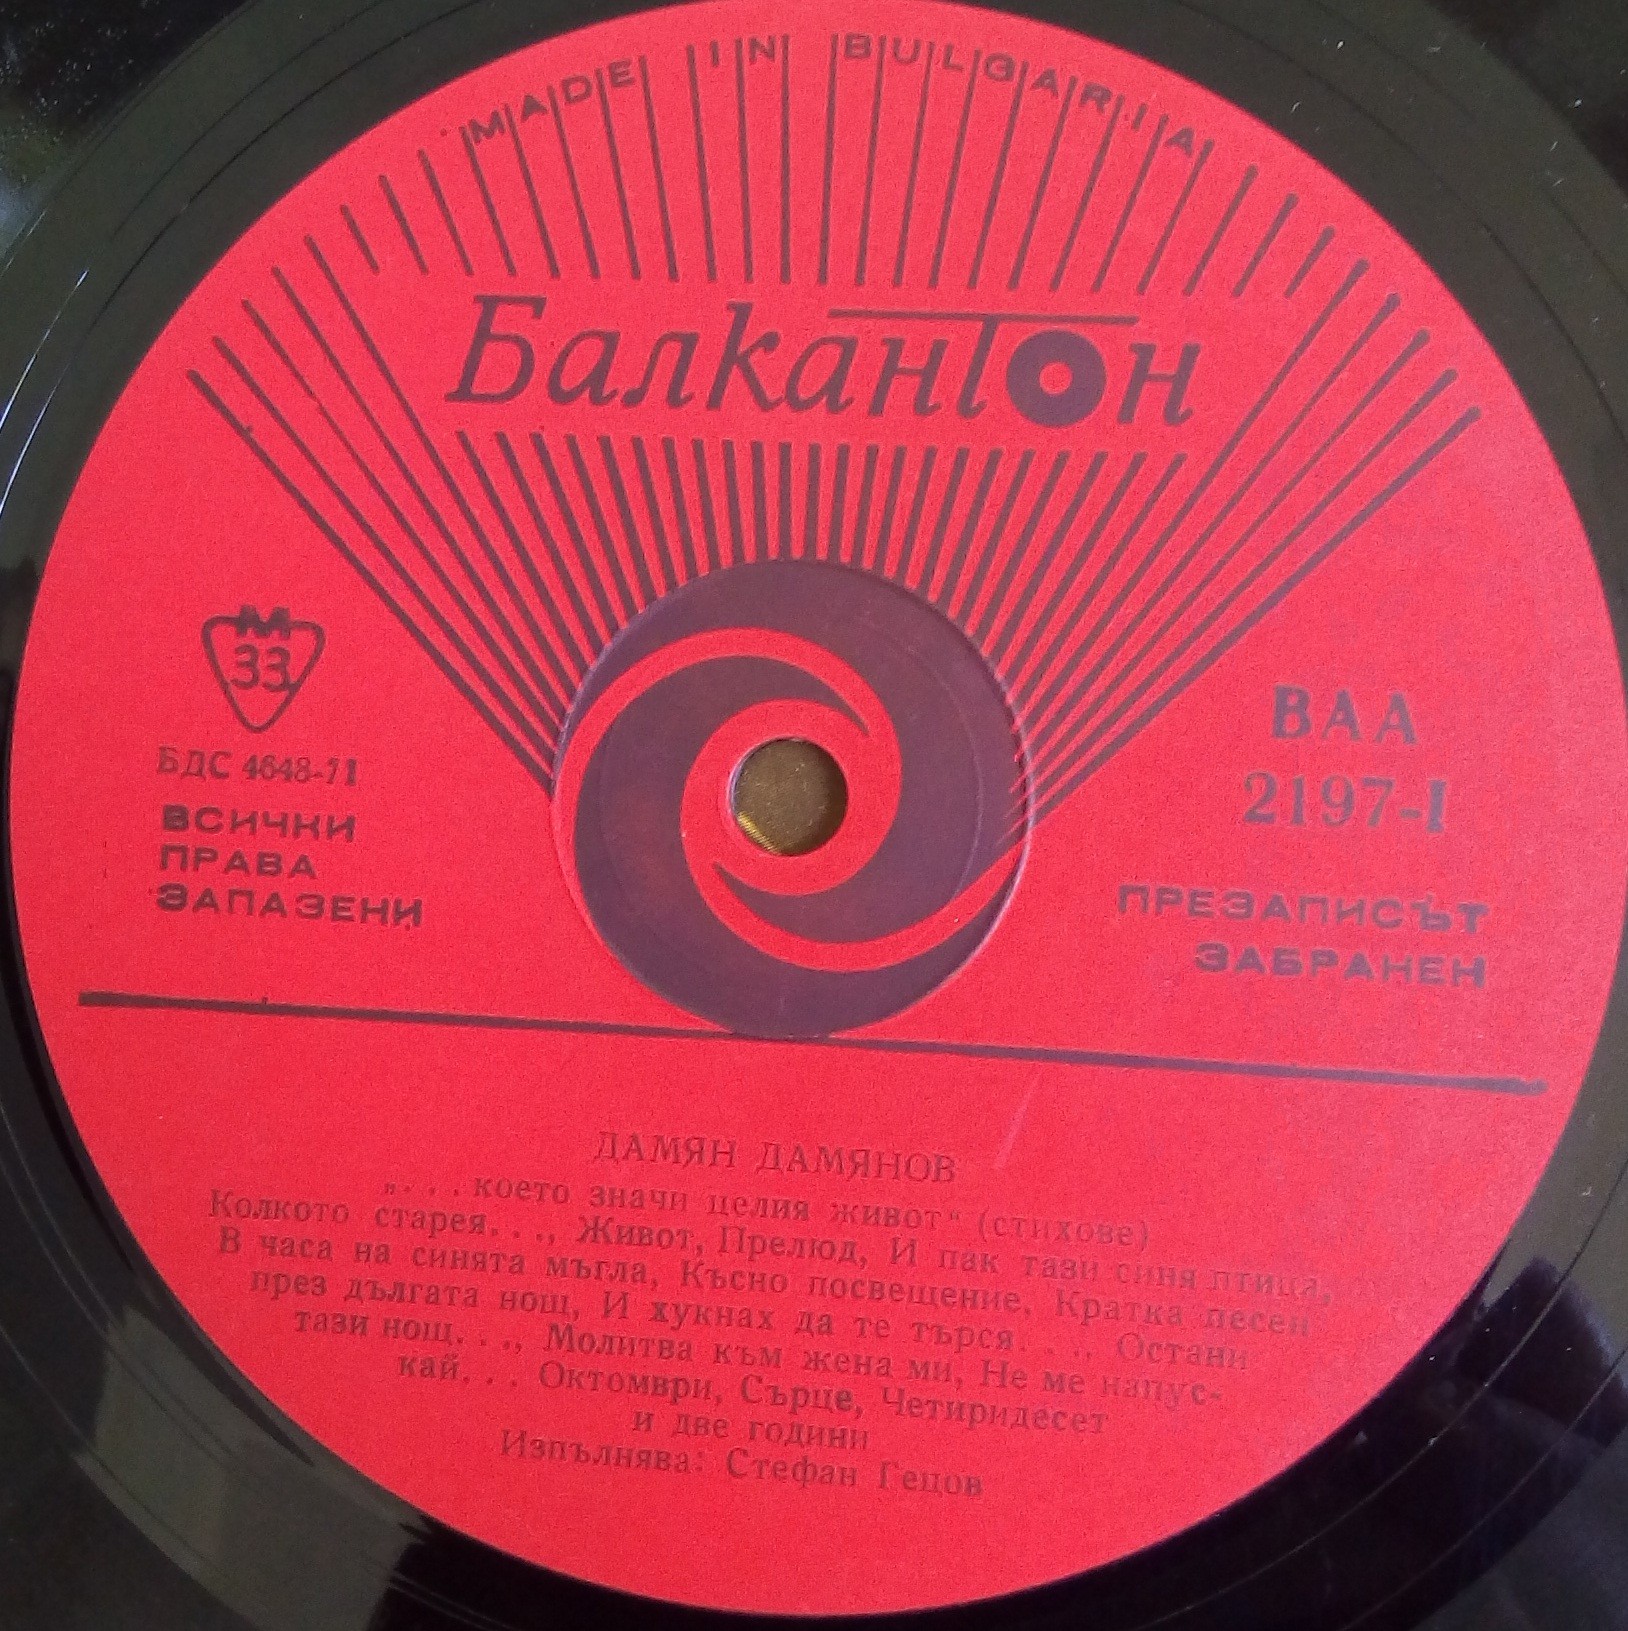 MADE IN BULGARIA
Балкантон
М
33
БДС 4648-71
ВСИЧКИ
ПРАВА
ЗАПАЗЕНИ
ВАА
2197-I
ПРЕЗАПИСЪТ
ЗАБРАНЕН
ДАМЯН ДАМЯНОВ
„. . . което значи целия живот“ (стихове)
Колкото старея. . ., Живот, Прелюд, И пак тази синя птица,
В часа на синята мъгла, Късно посвещение, Кратка песен
през дългата нощ, И хукнах да те търся. . ., Остани
тази нощ. . ., Молитва към жена ми, Не ме напус-
кай. . . Октомври, Сърце, Четиридесет
и две години
Изпълнява: Стефан Гецов